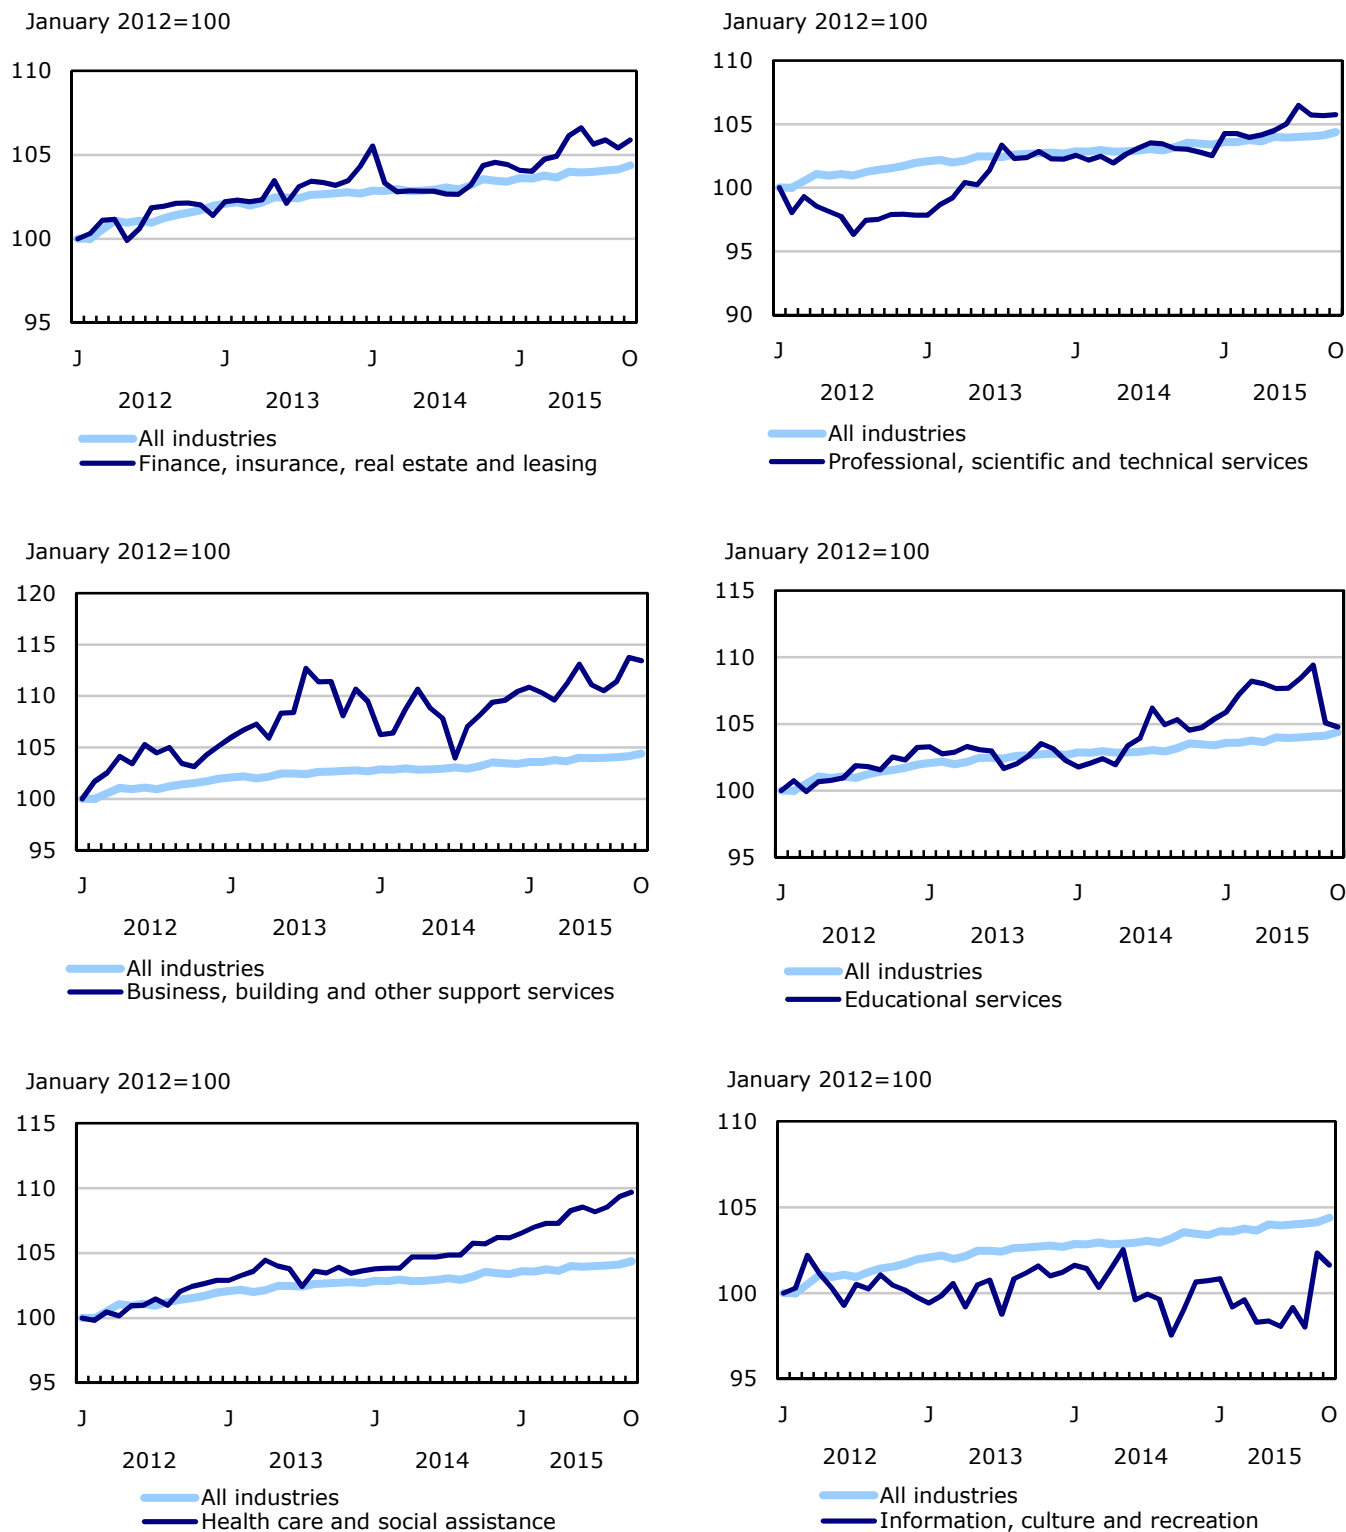 January 2012=100
110
105
100
95
J J J J O
2012 2013 2014 2015
All industries
Finance, insurance, real estate and leasing
January 2012=100
110
105
100
95
90
J J J J O
2012 2013 2014 2015
All industries
Professional, scientific and technical services
January 2012=100
120
115
110
105
100
95
J J J J O
2012 2013 2014 2015
All industries
Business, building and other support services
January 2012=100
115
110
105
100
95
J J J J O
2012 2013 2014 2015
All industries
Educational services
January 2012=100
115
110
105
100
95
J J J J O
2012 2013 2014 2015
All industries
Health care and social assistance
January 2012=100
110
105
100
95
J J J J O
2012 2013 2014 2015
All industries
Information, culture and recreation